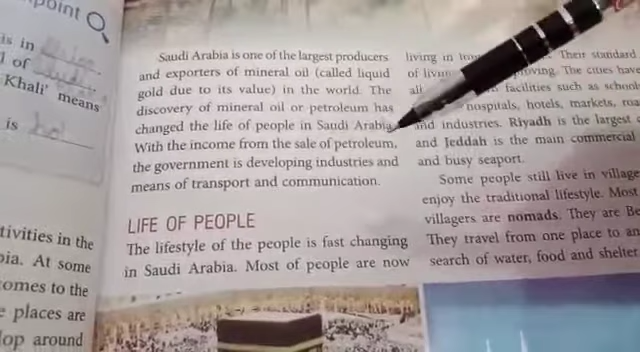 point
is in
l of
Khali' means
is
tivities in the
bia. At some
comes to the
e places are
lop around
Saudi Arabia is one of the largest producers
and exporters of mineral oil (called liquid
gold due to its value) in the world. The
discovery of mineral oil or petroleum has
changed the life of people in Saudi Arabia.
With the income from the sale of petroleum,
the government is developing industries and
means of transport and communication.
LIFE OF PEOPLE
The lifestyle of the people is fast changing
in Saudi Arabia. Most of people are now
living in Their standard
of living The cities have
facilities such as school
hospitals, hotels, markets,
and industries. Riyadh is the largest
and Jeddah is the main commercial
and busy seaport.
Some people still live in village
enjoy the traditional lifestyle. Most
villagers are nomads. They are Be
They travel from one place to an
search of water, food and shelter